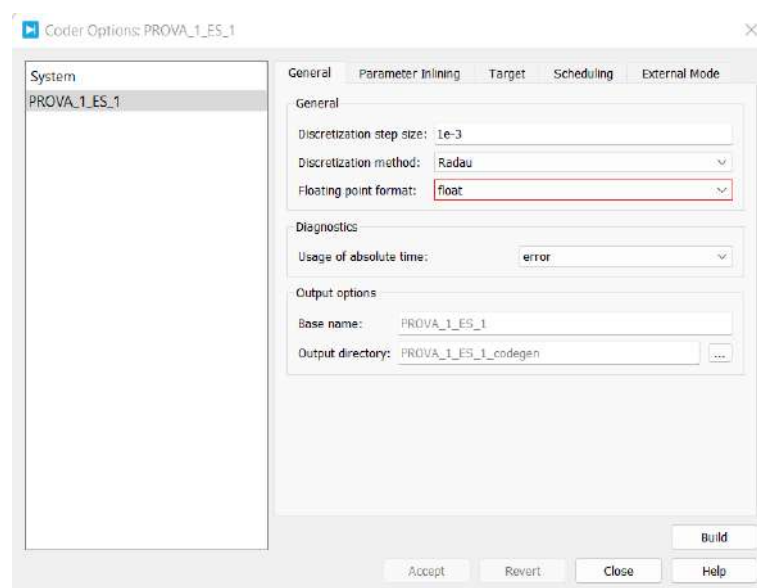 Coder Options: PROVA_1_ES_1
System
PROVA_1_ES_1
General Parameter Inlining Target Scheduling External Mode
General
Discretization step size: 1e-3
Discretization method: Radau
Floating point format: float
Diagnostics
Usage of absolute time: error
Output options
Base name: PROVA_1_ES_1
Output directory: PROVA_1_ES_1_codegen ...
Build
Accept Revert Close Help